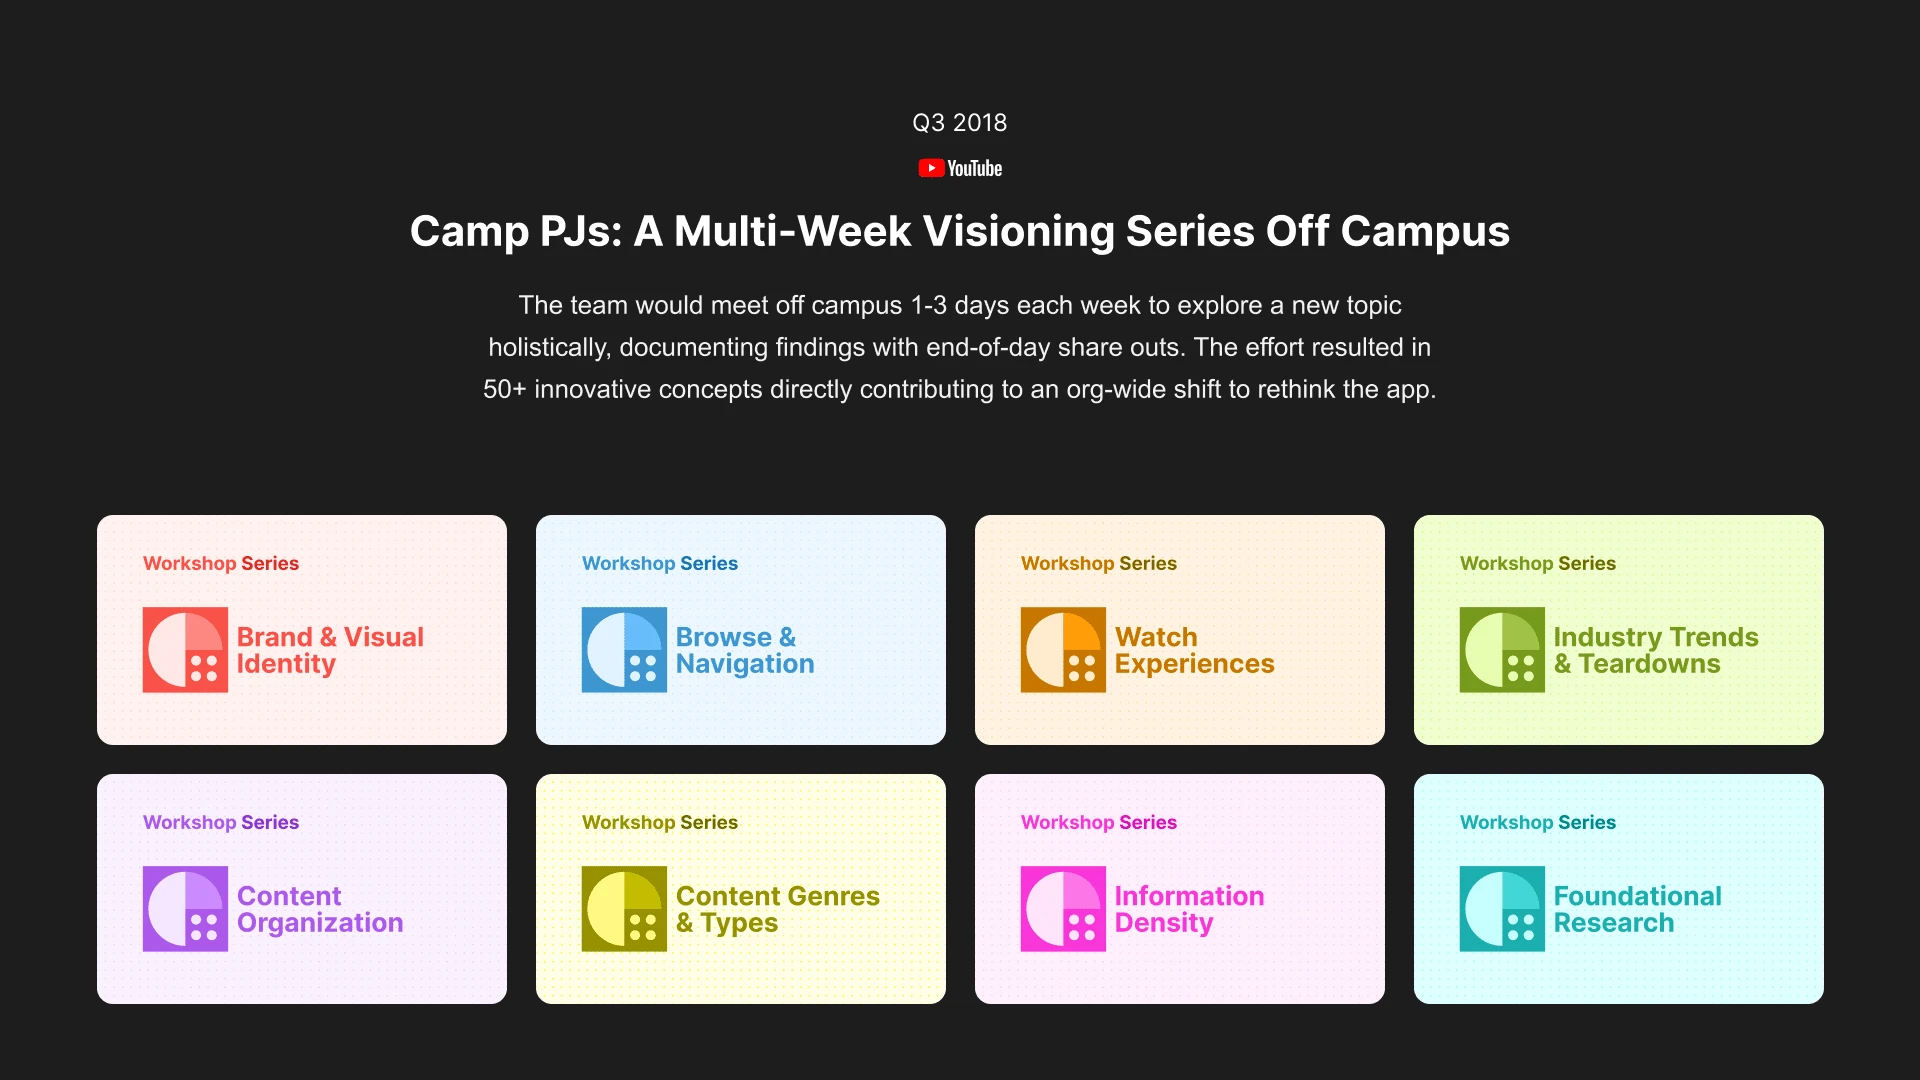 Q3 2018
YouTube
Camp PJs: A Multi-Week Visioning Series Off Campus
The team would meet off campus 1-3 days each week to explore a new topic
holistically, documenting findings with end-of-day share outs. The effort resulted in
50+ innovative concepts directly contributing to an org-wide shift to rethink the app.
Workshop Series
Brand & Visual
Identity
Workshop Series
Browse &
Navigation
Workshop Series
Watch
Experiences
Workshop Series
Industry Trends
& Teardowns
Workshop Series
Content
Organization
Workshop Series
Content Genres
& Types
Workshop Series
Information
Density
Workshop Series
Foundational
Research